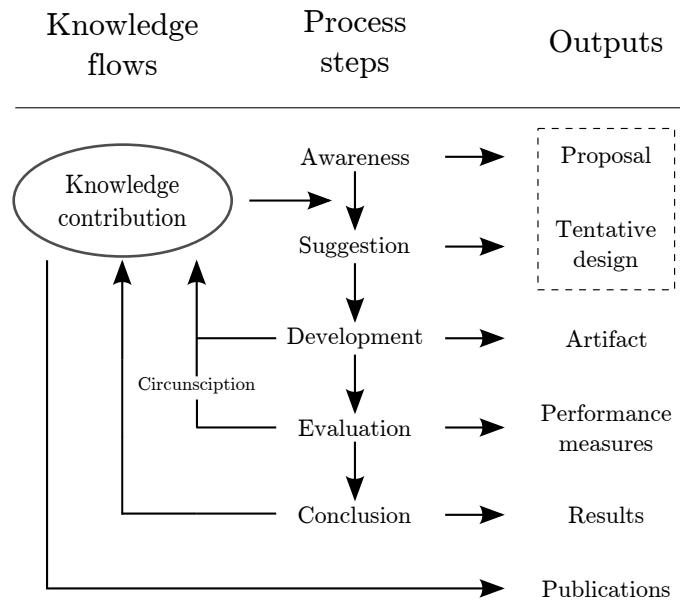 Knowledge
flows
Process
steps
Outputs
Knowledge
contribution
Awareness
Proposal
Suggestion
Tentative
design
Development
Artifact
Circunsciption
Evaluation
Performance
measures
Conclusion
Results
Publications